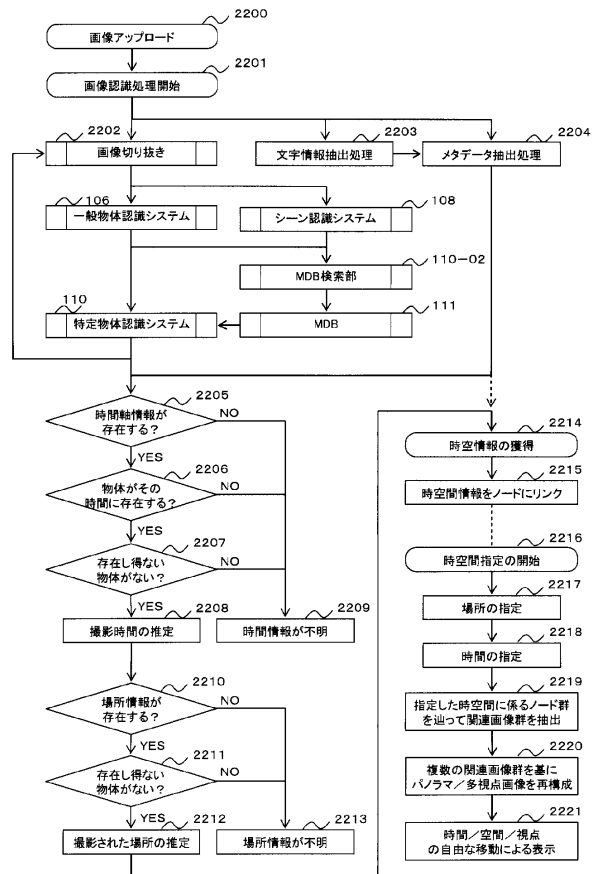 2200
画像アップロード
2201
画像認識処理開始
2202
画像切り抜き
2203
文字情報抽出処理
2204
メタデータ抽出処理
106
一般物体認識システム
108
シーン認識システム
110-02
MDB検索部
110
特定物体認識システム
111
MDB
2205
時間軸情報が
存在する?
NO
YES
2206
物体がその
時間に存在する?
NO
YES
2207
存在し得ない
物体がない?
NO
YES
2208
撮影時間の推定
2209
時間情報が不明
2210
場所情報が
存在する?
NO
YES
2211
存在し得ない
物体がない?
NO
YES
2212
撮影された場所の推定
2213
場所情報が不明
2214
時空情報の獲得
2215
時空間情報をノードにリンク
2216
時空間指定の開始
2217
場所の指定
2218
時間の指定
2219
指定した時空間に係るノード群
を辿って関連画像群を抽出
2220
複数の関連画像群を基に
パノラマ/多視点画像を再構成
2221
時間/空間/視点
の自由な移動による表示